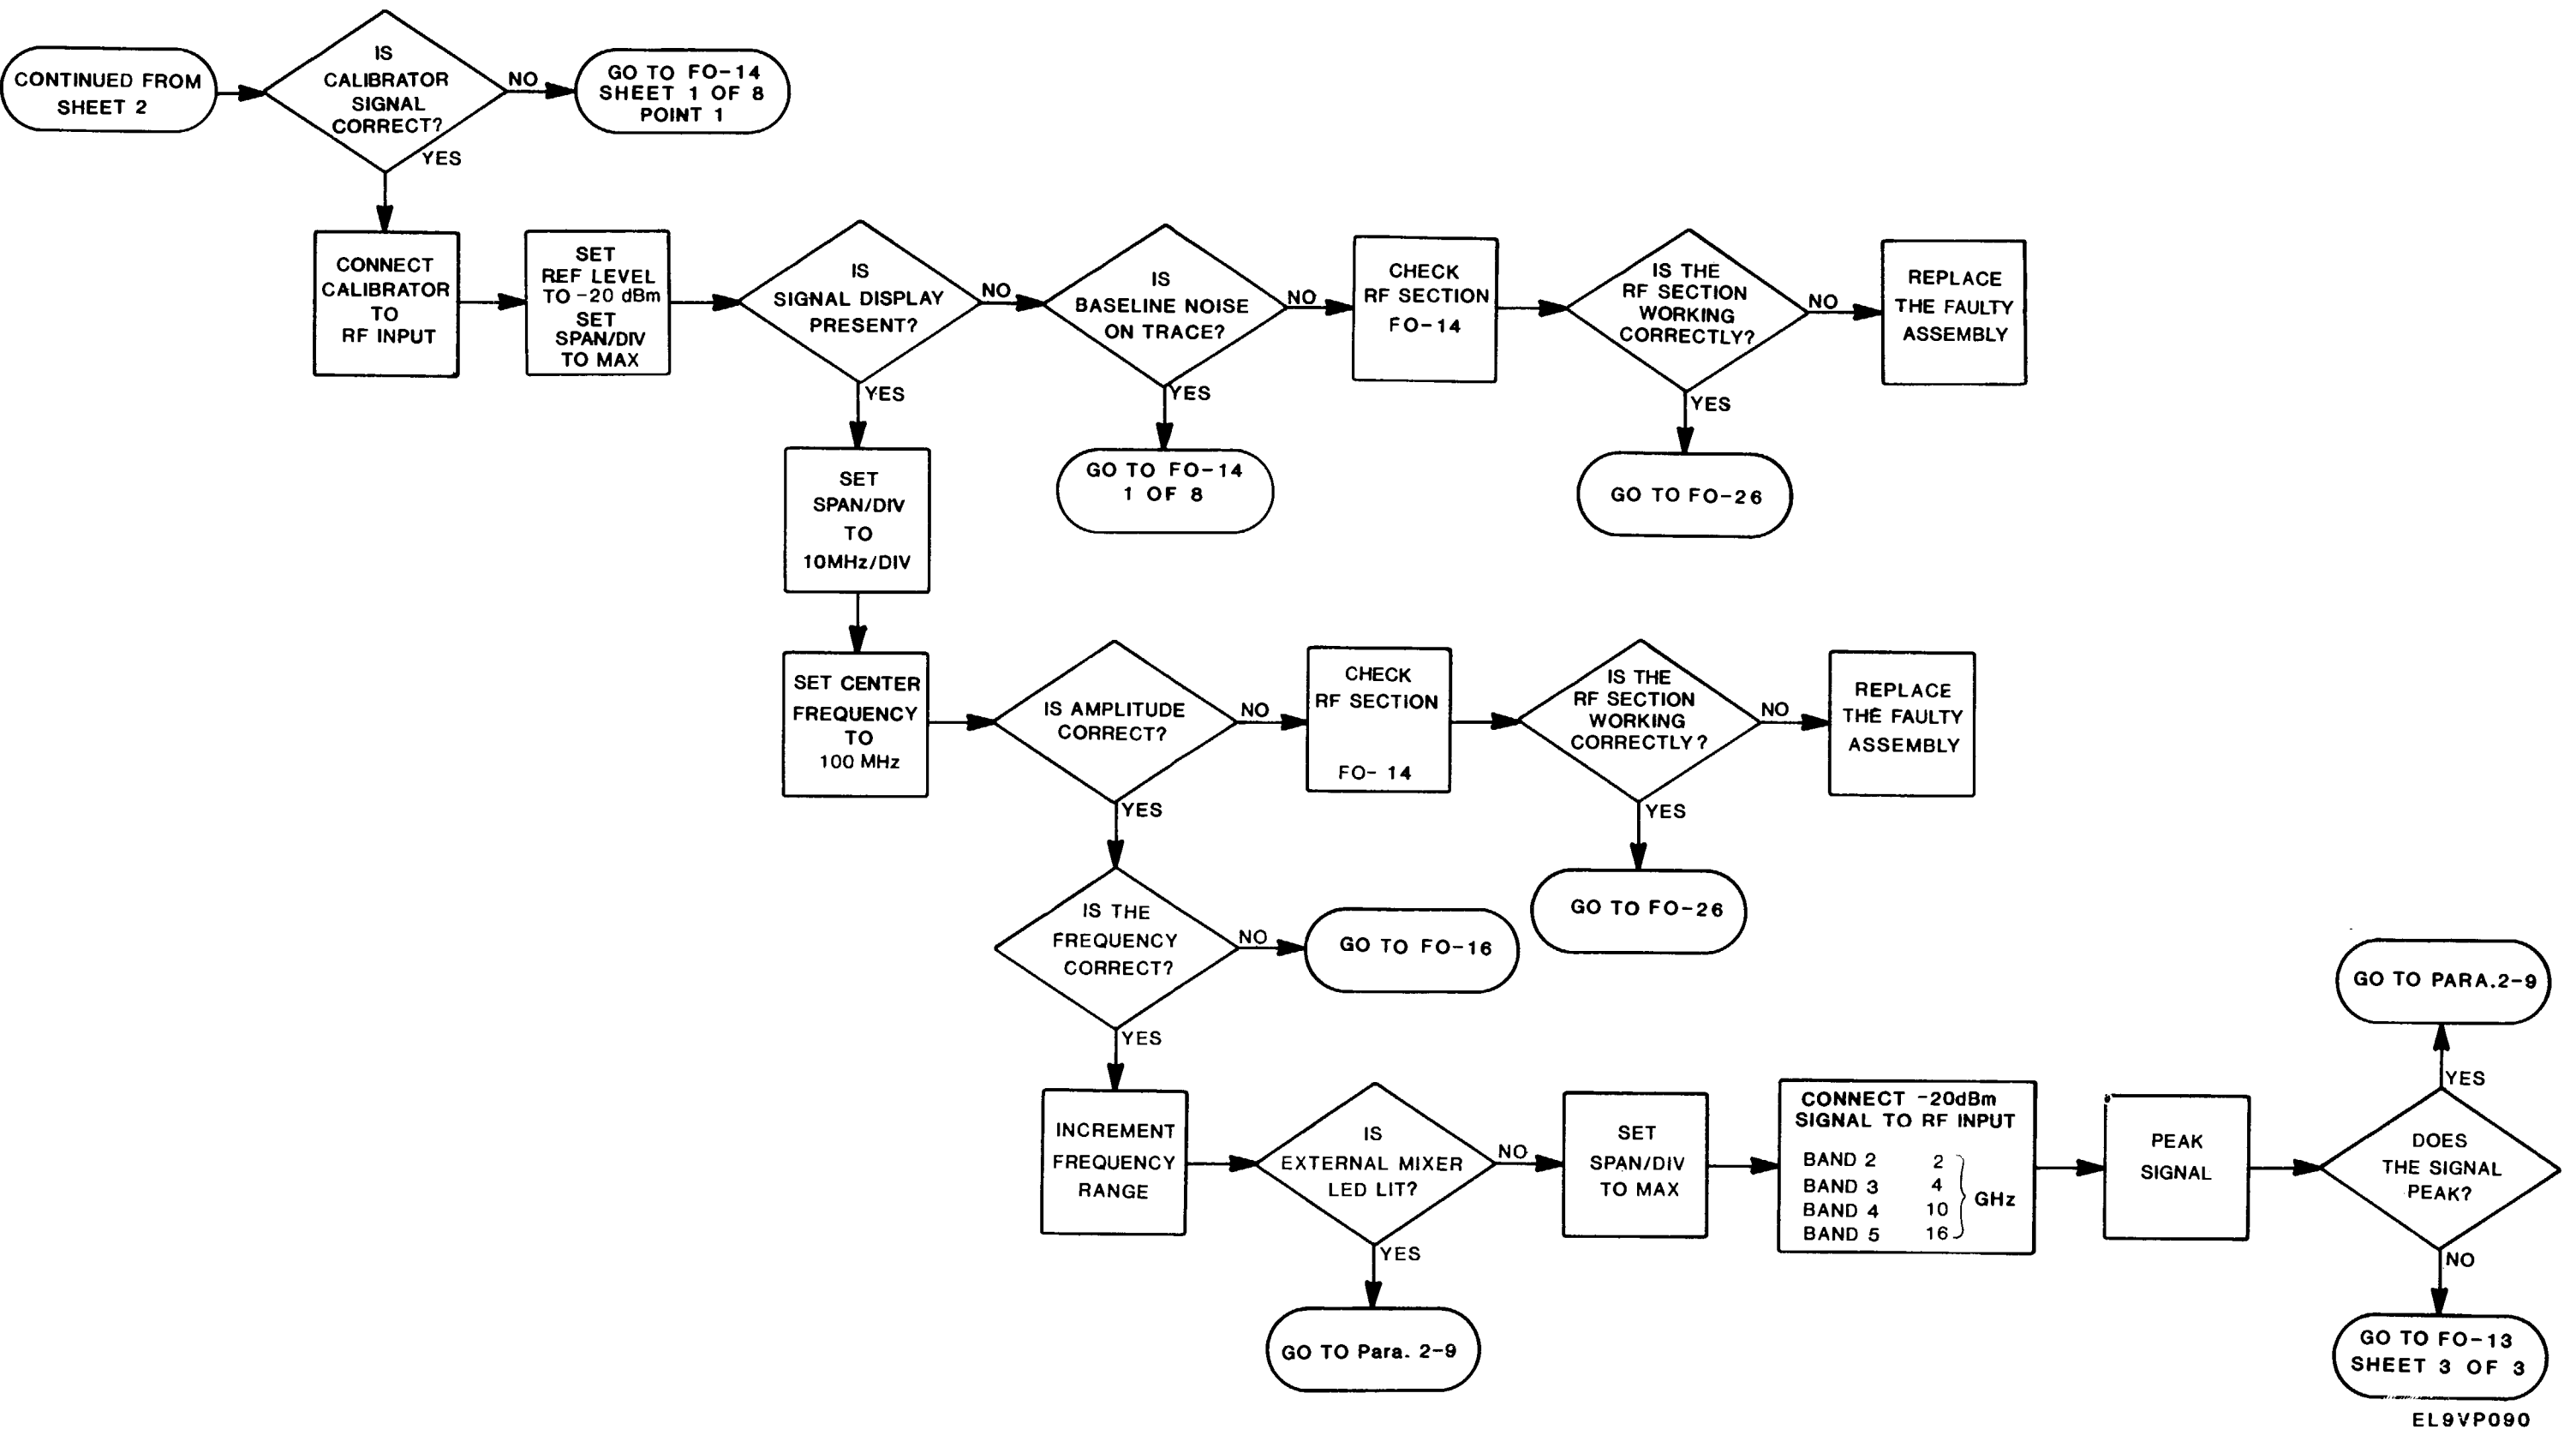 CONTINUED FROM
SHEET 2
IS
CALIBRATOR
SIGNAL
CORRECT?
NO
YES
GO TO FO-14
SHEET 1 OF 8
POINT 1
CONNECT
CALIBRATOR
TO
RF INPUT
SET
REF LEVEL
TO -20 dBm
SET
SPAN/DIV
TO MAX
IS
SIGNAL DISPLAY
PRESENT?
NO
YES
IS
BASELINE NOISE
ON TRACE?
NO
YES
CHECK
RF SECTION
FO-14
IS THE
RF SECTION
WORKING
CORRECTLY?
NO
YES
REPLACE
THE FAULTY
ASSEMBLY
GO TO FO-14
1 OF 8
GO TO FO-26
SET
SPAN/DIV
TO
10MHz/DIV
SET CENTER
FREQUENCY
TO
100 MHz
IS AMPLITUDE
CORRECT?
NO
YES
CHECK
RF SECTION
FO- 14
IS THE
RF SECTION
WORKING
CORRECTLY?
NO
YES
REPLACE
THE FAULTY
ASSEMBLY
GO TO FO-26
IS THE
FREQUENCY
CORRECT?
NO
YES
GO TO FO-16
INCREMENT
FREQUENCY
RANGE
IS
EXTERNAL MIXER
LED LIT?
NO
YES
GO TO Para. 2-9
SET
SPAN/DIV
TO MAX
CONNECT -20dBm
SIGNAL TO RF INPUT
BAND 2 2
BAND 3 4
BAND 4 10
BAND 5 16
GHz
PEAK
SIGNAL
DOES
THE SIGNAL
PEAK?
YES
GO TO PARA.2-9
NO
GO TO FO-13
SHEET 3 OF 3
EL9VP090